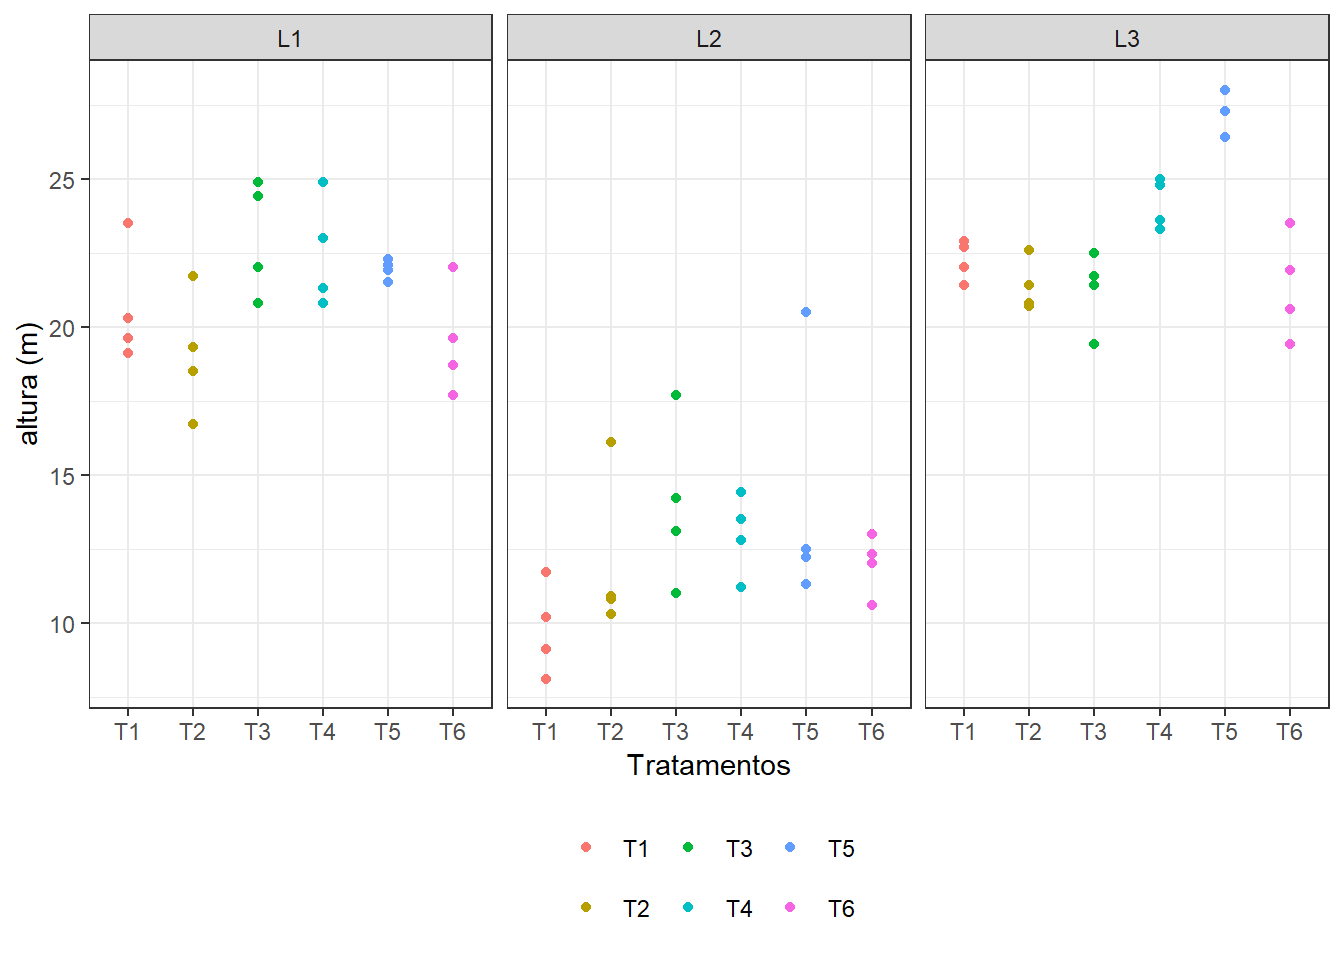 L1 L2 L3
25
20
15
10
altura (m)
T1 T2 T3 T4 T5 T6 T1 T2 T3 T4 T5 T6 T1 T2 T3 T4 T5 T6
Tratamentos
T1 T3 T5
T2 T4 T6